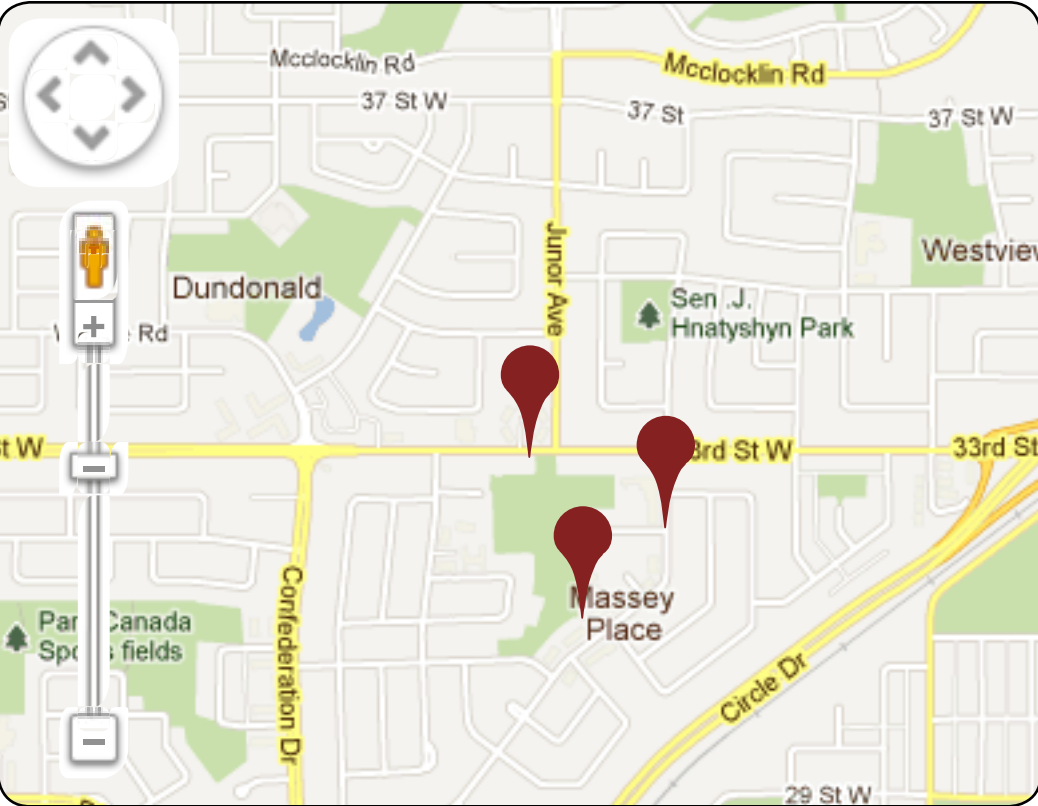 Mcclocklin Rd
Mcclocklin Rd
37 St W
37 St
37 St W
Junor Ave
Westview
Dundonald
Sen .J.
Hnatyshyn Park
Rd
St W
3rd St W
33rd St
Confederation Dr
Massey
Place
Canada
fields
Circle Dr
29 St W